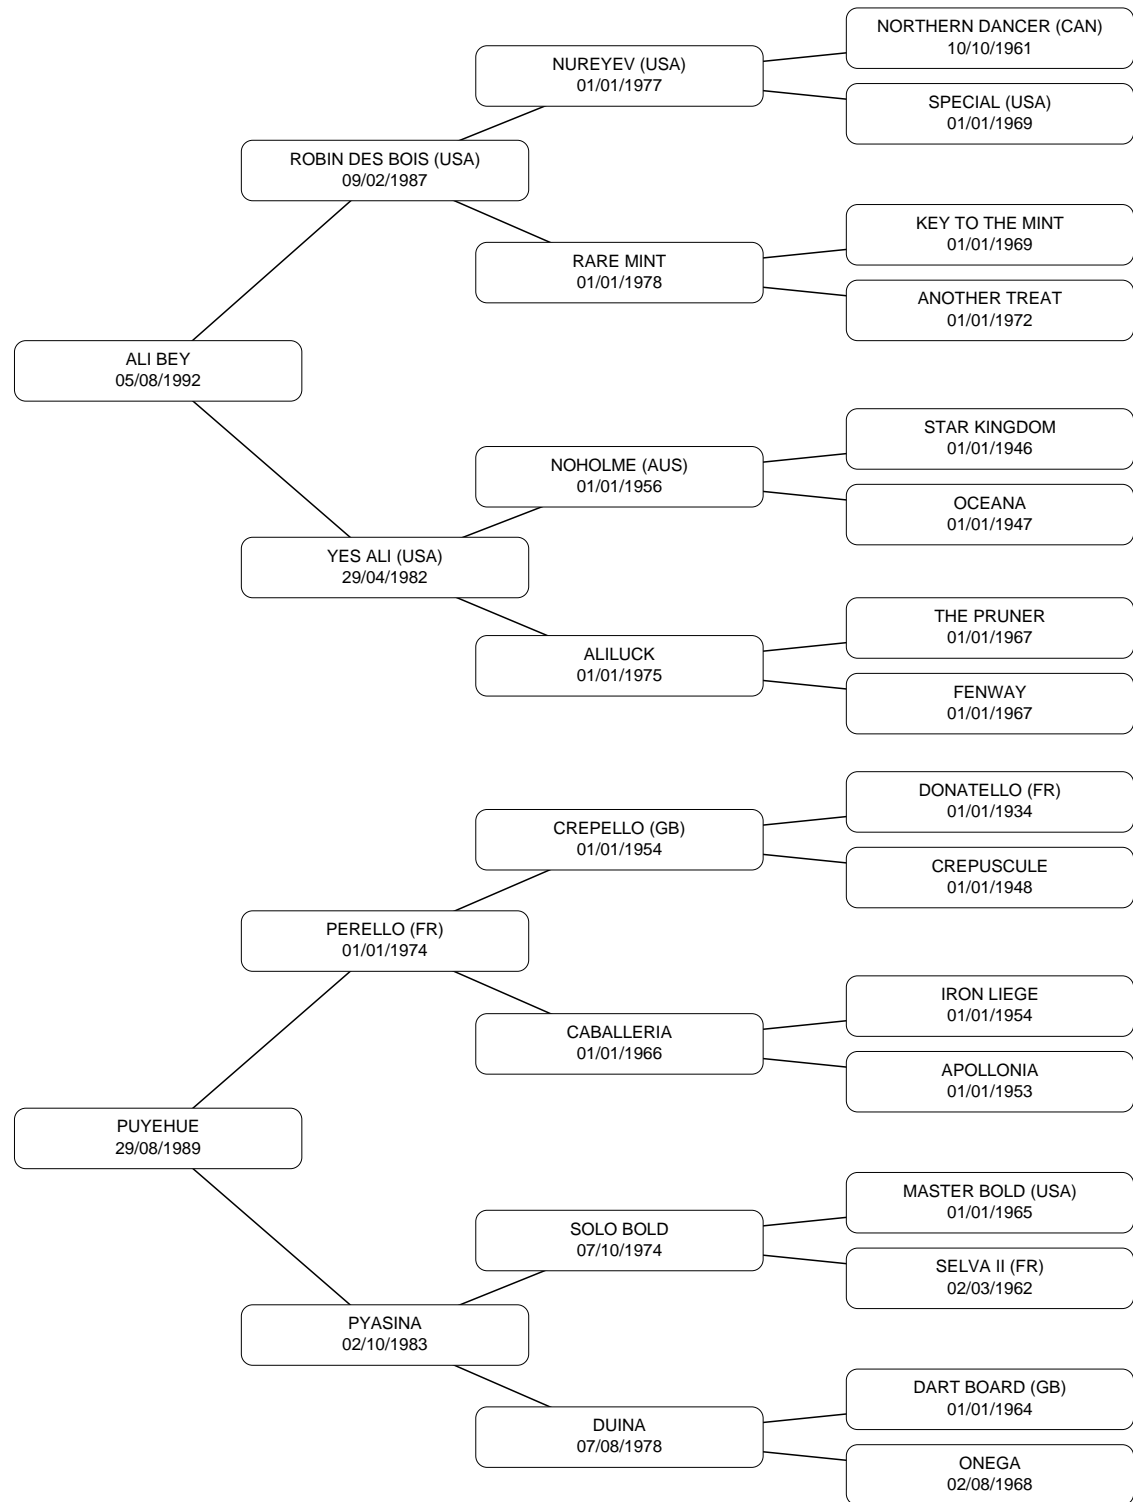 NORTHERN DANCER (CAN)
10/10/1961
NUREYEV (USA)
01/01/1977
SPECIAL (USA)
01/01/1969
ROBIN DES BOIS (USA)
09/02/1987
KEY TO THE MINT
01/01/1969
RARE MINT
01/01/1978
ANOTHER TREAT
01/01/1972
ALI BEY
05/08/1992
STAR KINGDOM
01/01/1946
NOHOLME (AUS)
01/01/1956
OCEANA
01/01/1947
YES ALI (USA)
29/04/1982
THE PRUNER
01/01/1967
ALILUCK
01/01/1975
FENWAY
01/01/1967
DONATELLO (FR)
01/01/1934
CREPELLO (GB)
01/01/1954
CREPUSCULE
01/01/1948
PERELLO (FR)
01/01/1974
IRON LIEGE
01/01/1954
CABALLERIA
01/01/1966
APOLLONIA
01/01/1953
PUYEHUE
29/08/1989
MASTER BOLD (USA)
01/01/1965
SOLO BOLD
07/10/1974
SELVA II (FR)
02/03/1962
PYASINA
02/10/1983
DART BOARD (GB)
01/01/1964
DUINA
07/08/1978
ONEGA
02/08/1968